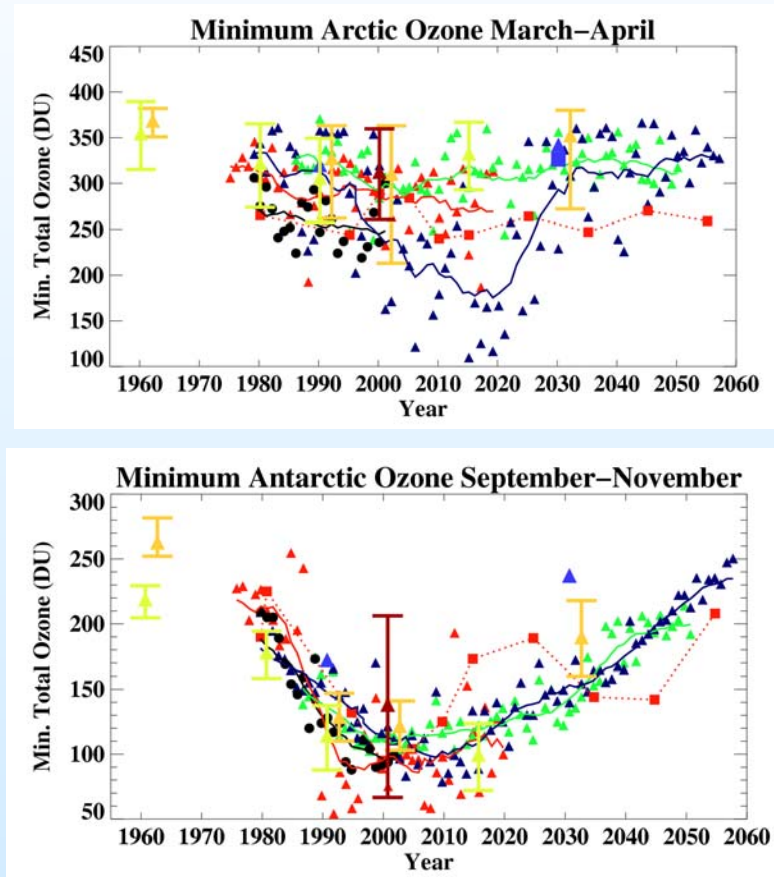 Minimum Arctic Ozone March–April
450
400
350
300
250
200
150
100
Min. Total Ozone (DU)
1960 1970 1980 1990 2000 2010 2020 2030 2040 2050 2060
Year
Minimum Antarctic Ozone September–November
300
250
200
150
100
50
Min. Total Ozone (DU)
1960 1970 1980 1990 2000 2010 2020 2030 2040 2050 2060
Year